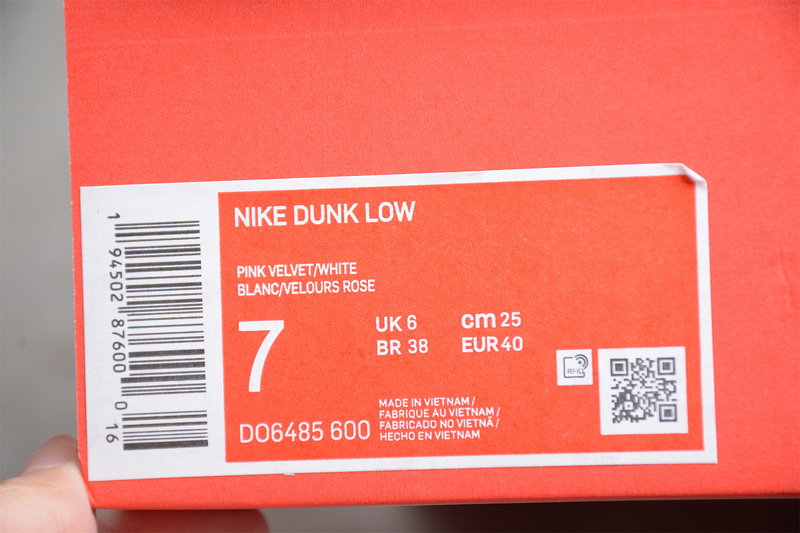 NIKE DUNK LOW
PINK VELVET/WHITE
BLANC/VELOURS ROSE
7
UK 6
cm 25
BR 38
EUR 40
DO6485 600
MADE IN VIETNAM /
FABRIQUE AU VIETNAM /
FABRICADO NO VIETNÃ /
HECHO EN VIETNAM
RFID
1 94502 87600 0 16